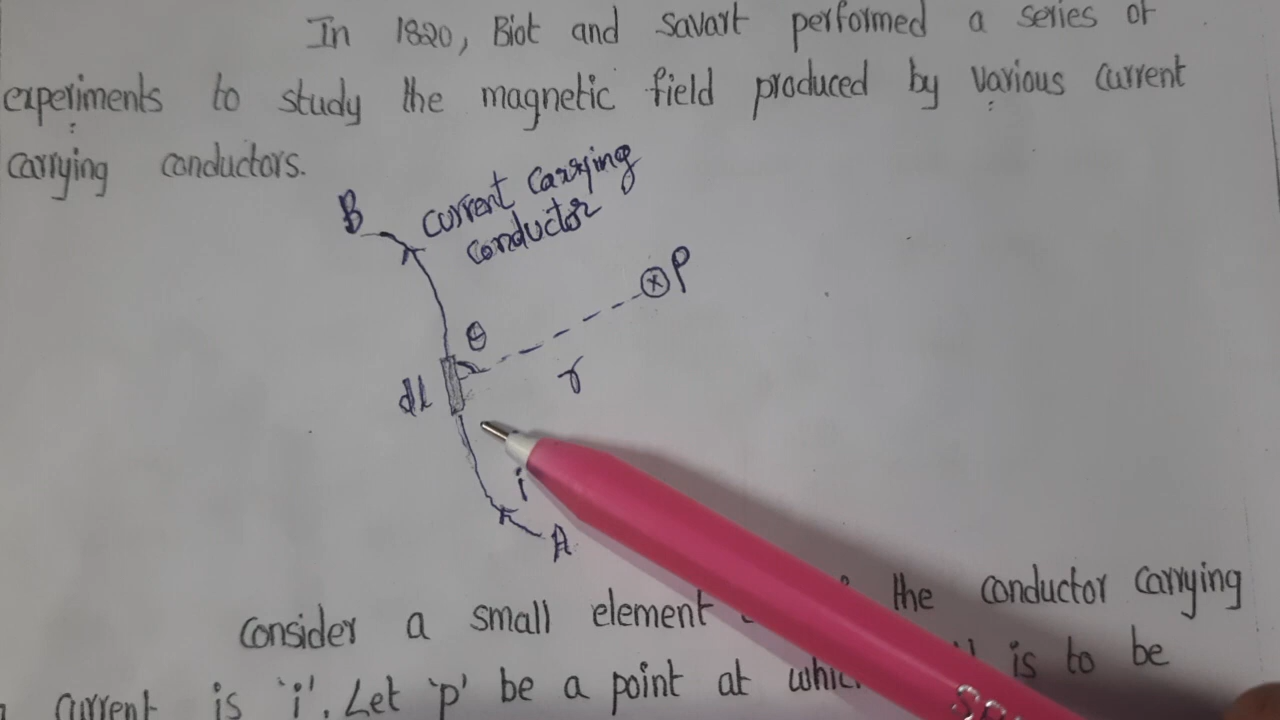 In 1820, Biot and Savart performed a series of
experiments to study the magnetic field produced by various current
carrying conductors.
B
current carrying
conductor
P
θ
dl
r
i
A
consider a small element the conductor carrying
current is 'i'. Let 'p' be a point at which is to be